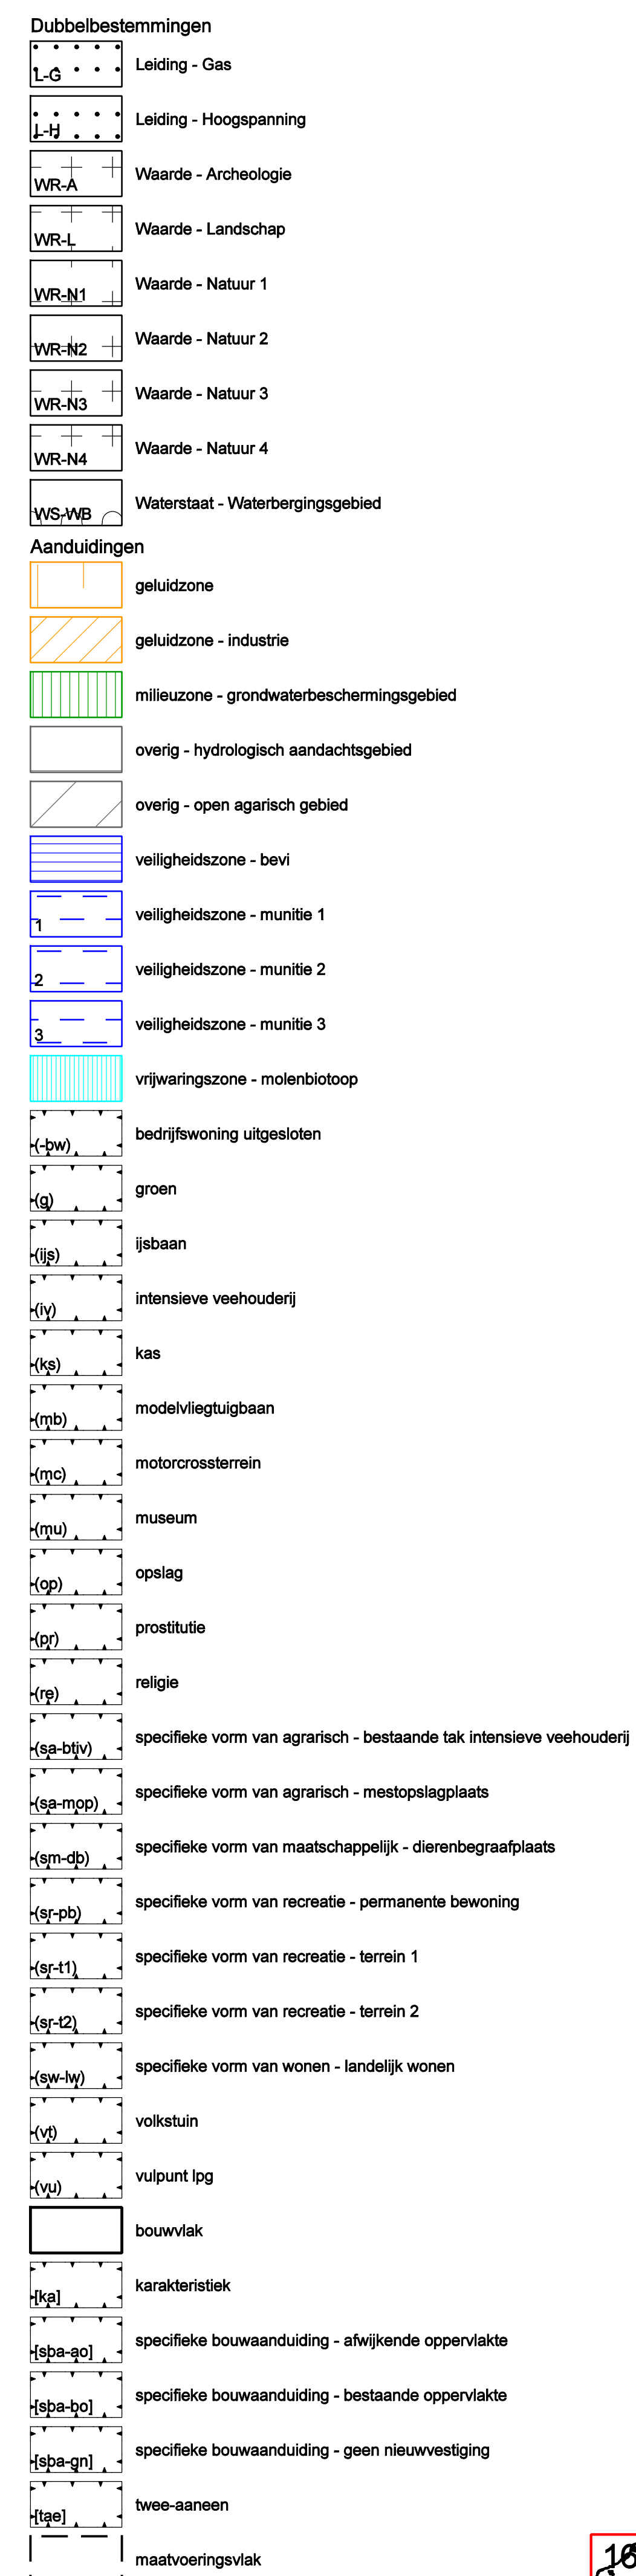 Dubbelbestemmingen
L-G Leiding - Gas
L-H Leiding - Hoogspanning
WR-A Waarde - Archeologie
WR-L Waarde - Landschap
WR-N1 Waarde - Natuur 1
WR-N2 Waarde - Natuur 2
WR-N3 Waarde - Natuur 3
WR-N4 Waarde - Natuur 4
WS-WB Waterstaat - Waterbergingsgebied
Aanduidingen
geluidzone
geluidzone - industrie
milieuzone - grondwaterbeschermingsgebied
overig - hydrologisch aandachtsgebied
overig - open agarisch gebied
veiligheidszone - bevi
1 veiligheidszone - munitie 1
2 veiligheidszone - munitie 2
3 veiligheidszone - munitie 3
vrijwaringszone - molenbiotoop
(-bw) bedrijfswoning uitgesloten
(g) groen
(ijs) ijsbaan
(iv) intensieve veehouderij
(ks) kas
(mb) modelvliegtuigbaan
(mc) motorcrossterrein
(mu) museum
(op) opslag
(pr) prostitutie
(re) religie
(sa-btiv) specifieke vorm van agrarisch - bestaande tak intensieve veehouderij
(sa-mop) specifieke vorm van agrarisch - mestopslagplaats
(sm-db) specifieke vorm van maatschappelijk - dierenbegraafplaats
(sr-pb) specifieke vorm van recreatie - permanente bewoning
(sr-t1) specifieke vorm van recreatie - terrein 1
(sr-t2) specifieke vorm van recreatie - terrein 2
(sw-lw) specifieke vorm van wonen - landelijk wonen
(vt) volkstuin
(vu) vulpunt lpg
bouwvlak
[ka] karakteristiek
[sba-ao] specifieke bouwaanduiding - afwijkende oppervlakte
[sba-bo] specifieke bouwaanduiding - bestaande oppervlakte
[sba-gn] specifieke bouwaanduiding - geen nieuwvestiging
[tae] twee-aaneen
maatvoeringsvlak